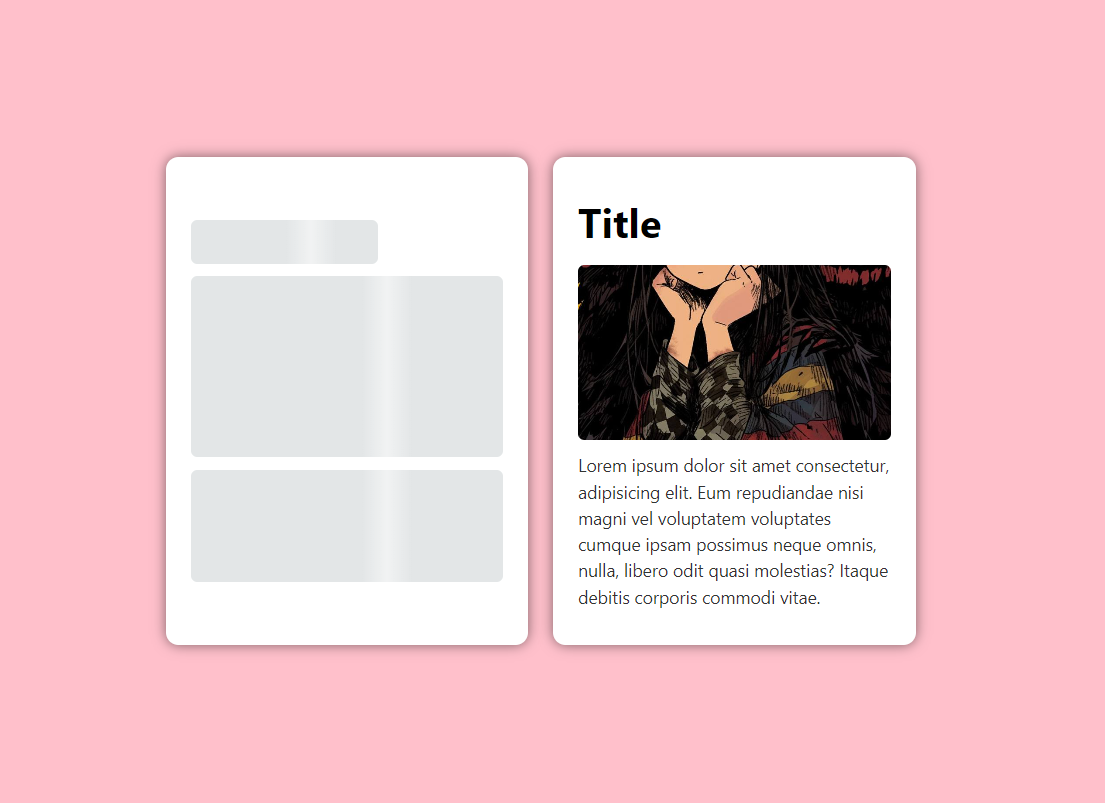 Title
Lorem ipsum dolor sit amet consectetur,
adipisicing elit. Eum repudiandae nisi
magni vel voluptatem voluptates
cumque ipsam possimus neque omnis,
nulla, libero odit quasi molestias? Itaque
debitis corporis commodi vitae.